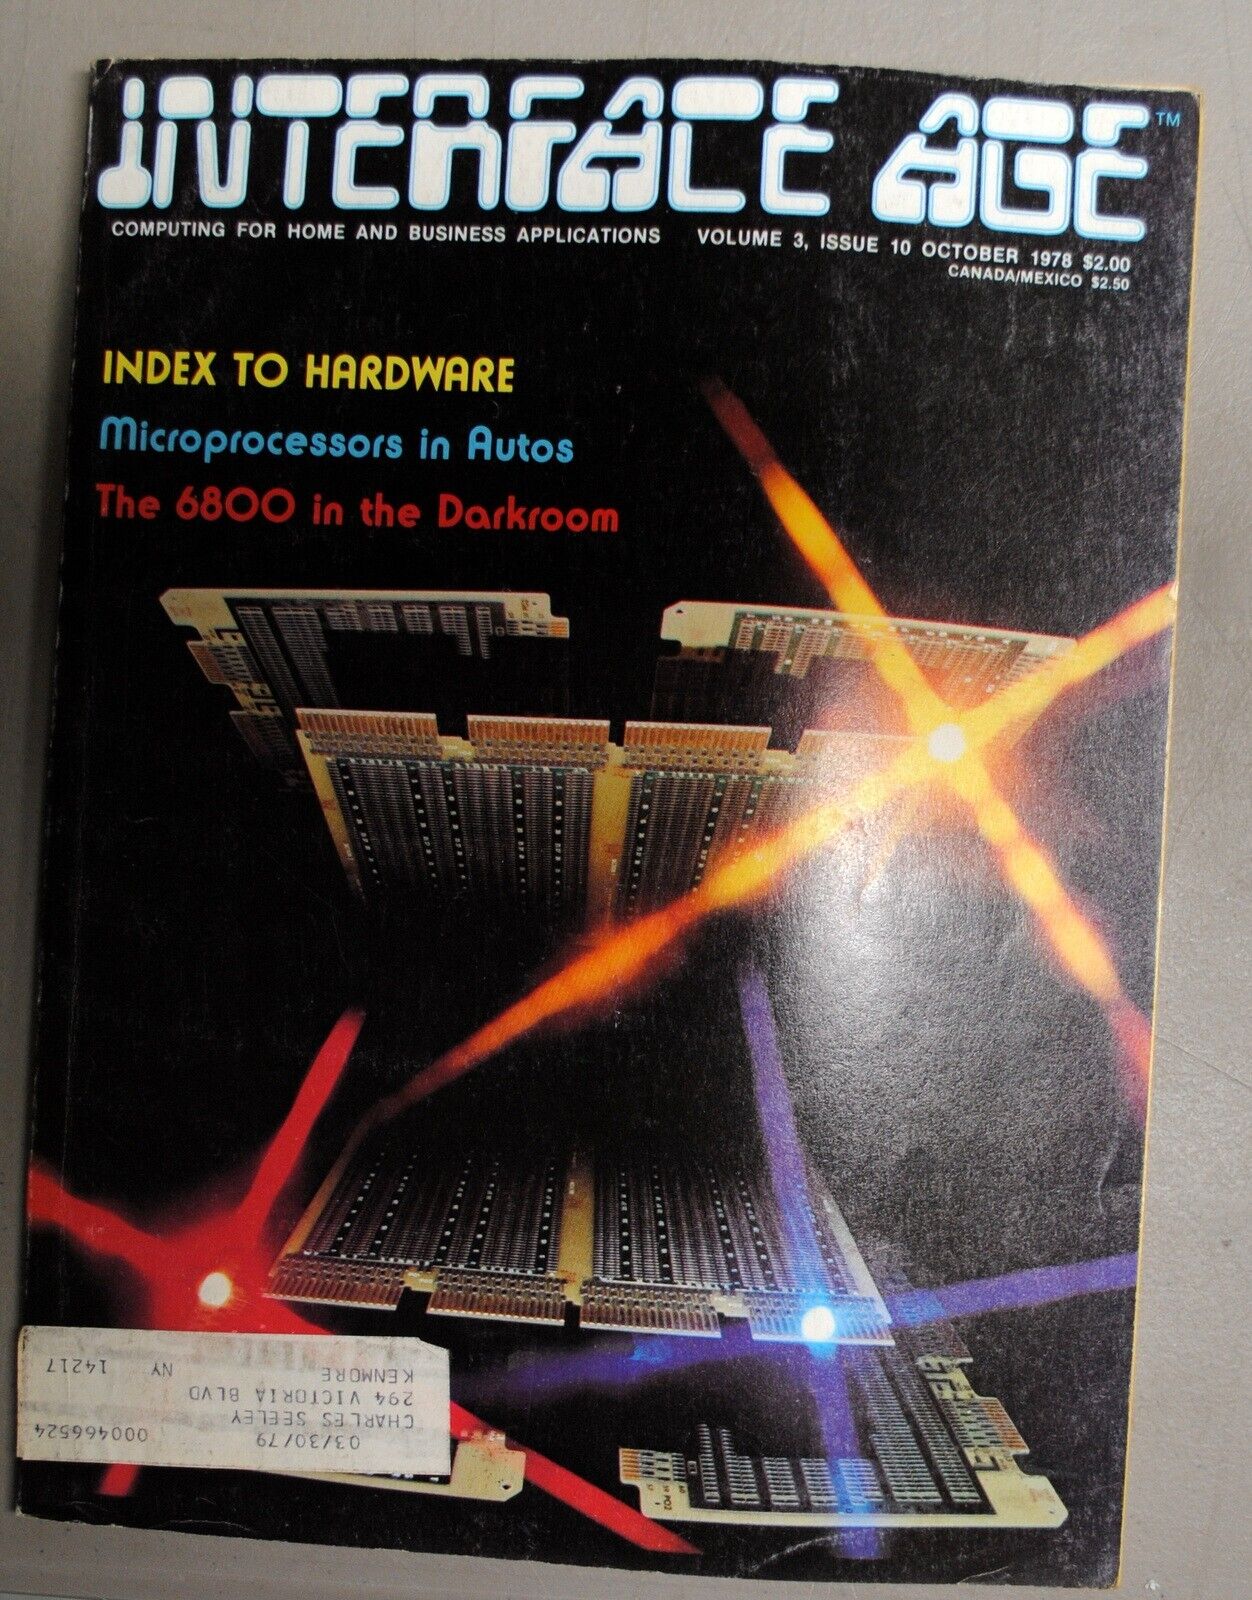 INTERFACE AGE™
COMPUTING FOR HOME AND BUSINESS APPLICATIONS VOLUME 3, ISSUE 10 OCTOBER 1978 $2.00
CANADA/MEXICO $2.50
INDEX TO HARDWARE
Microprocessors in Autos
The 6800 in the Darkroom
03/30/79 000466524
CHARLES SEELEY
294 VICTORIA BLVD
KENMORE NY 14217